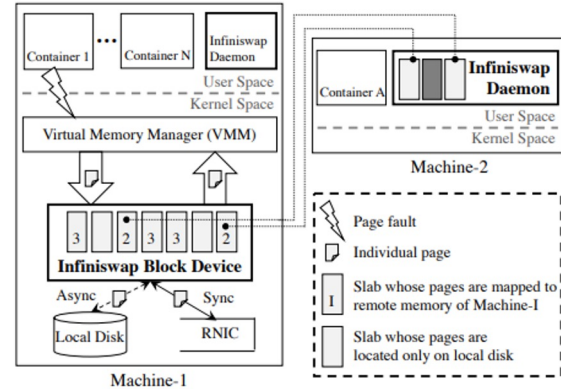 Container 1
•••
Container N
Infiniswap
Daemon
User Space
Kernel Space
Virtual Memory Manager (VMM)
3
2
3
3
2
Infiniswap Block Device
Async
Sync
Local Disk
RNIC
Machine-1
Container A
Infiniswap
Daemon
User Space
Kernel Space
Machine-2
Page fault
Individual page
I
Slab whose pages are mapped to
remote memory of Machine-I
Slab whose pages are
located only on local disk